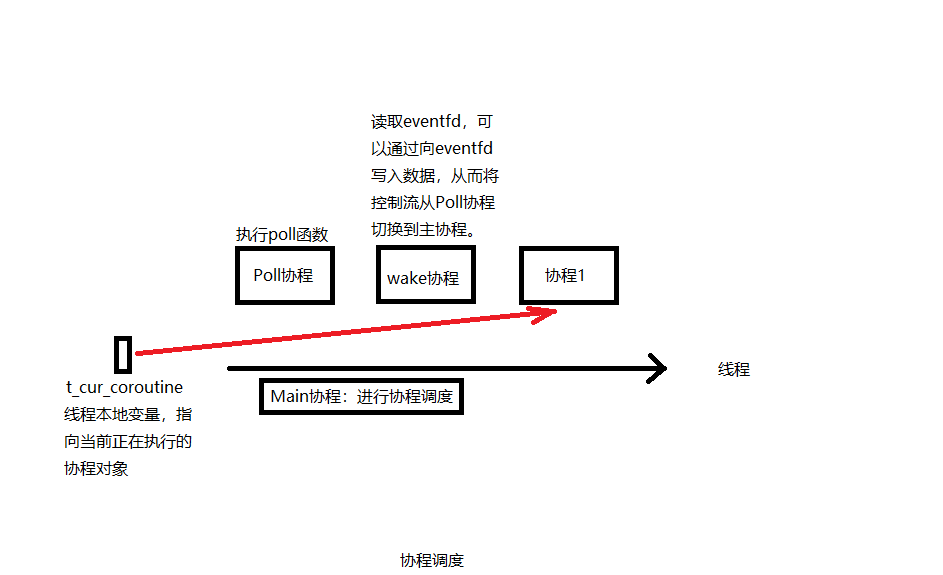 读取eventfd，可
以通过向eventfd
写入数据，从而将
控制流从Poll协程
切换到主协程。
执行poll函数
Poll协程
wake协程
协程1
t_cur_coroutine
线程本地变量，指
向当前正在执行的
协程对象
线程
Main协程：进行协程调度
协程调度